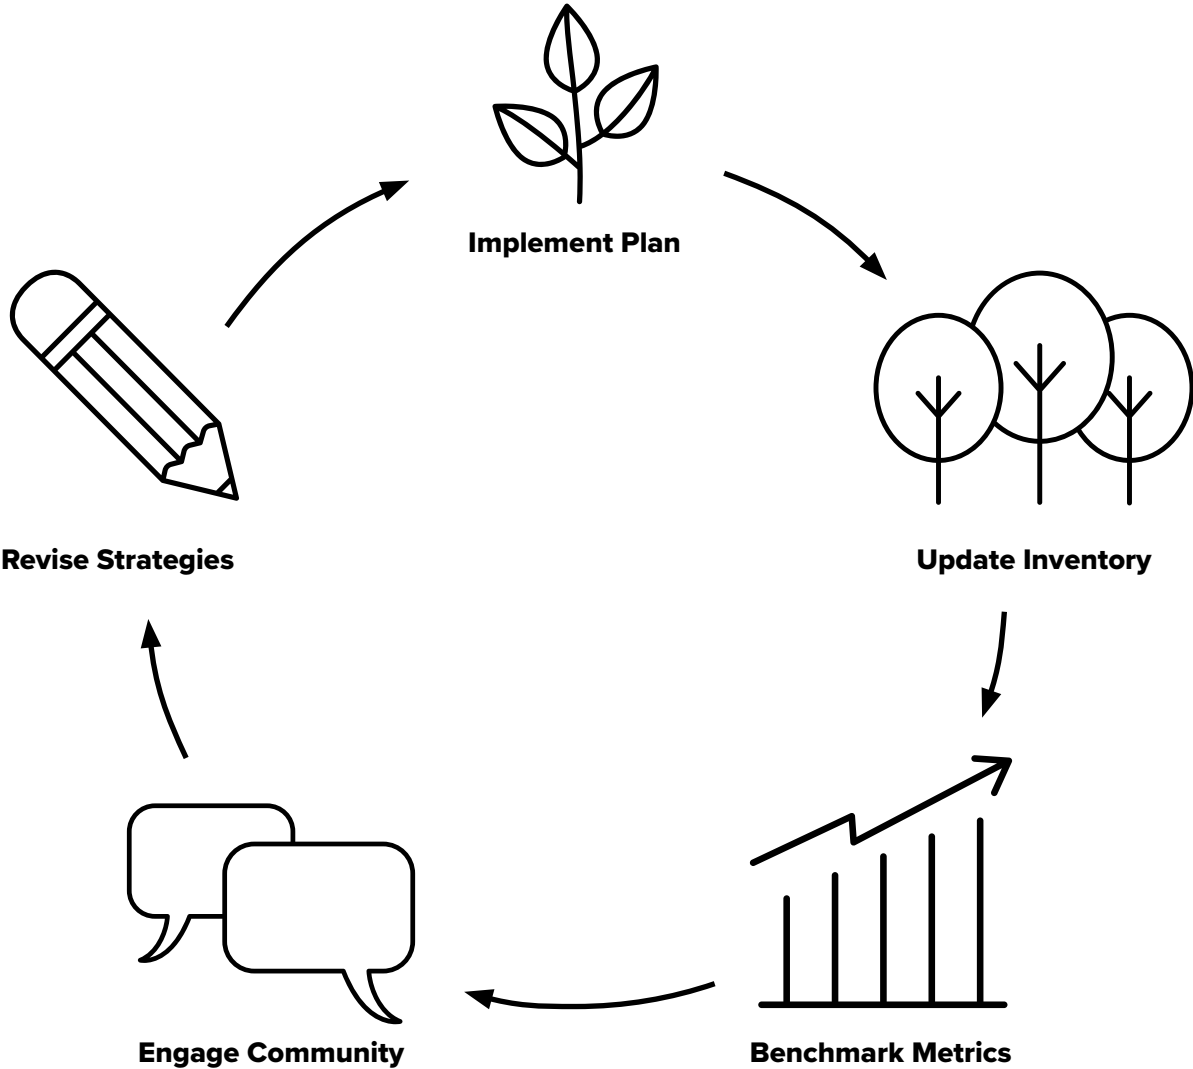 Implement Plan
Update Inventory
Benchmark Metrics
Engage Community
Revise Strategies